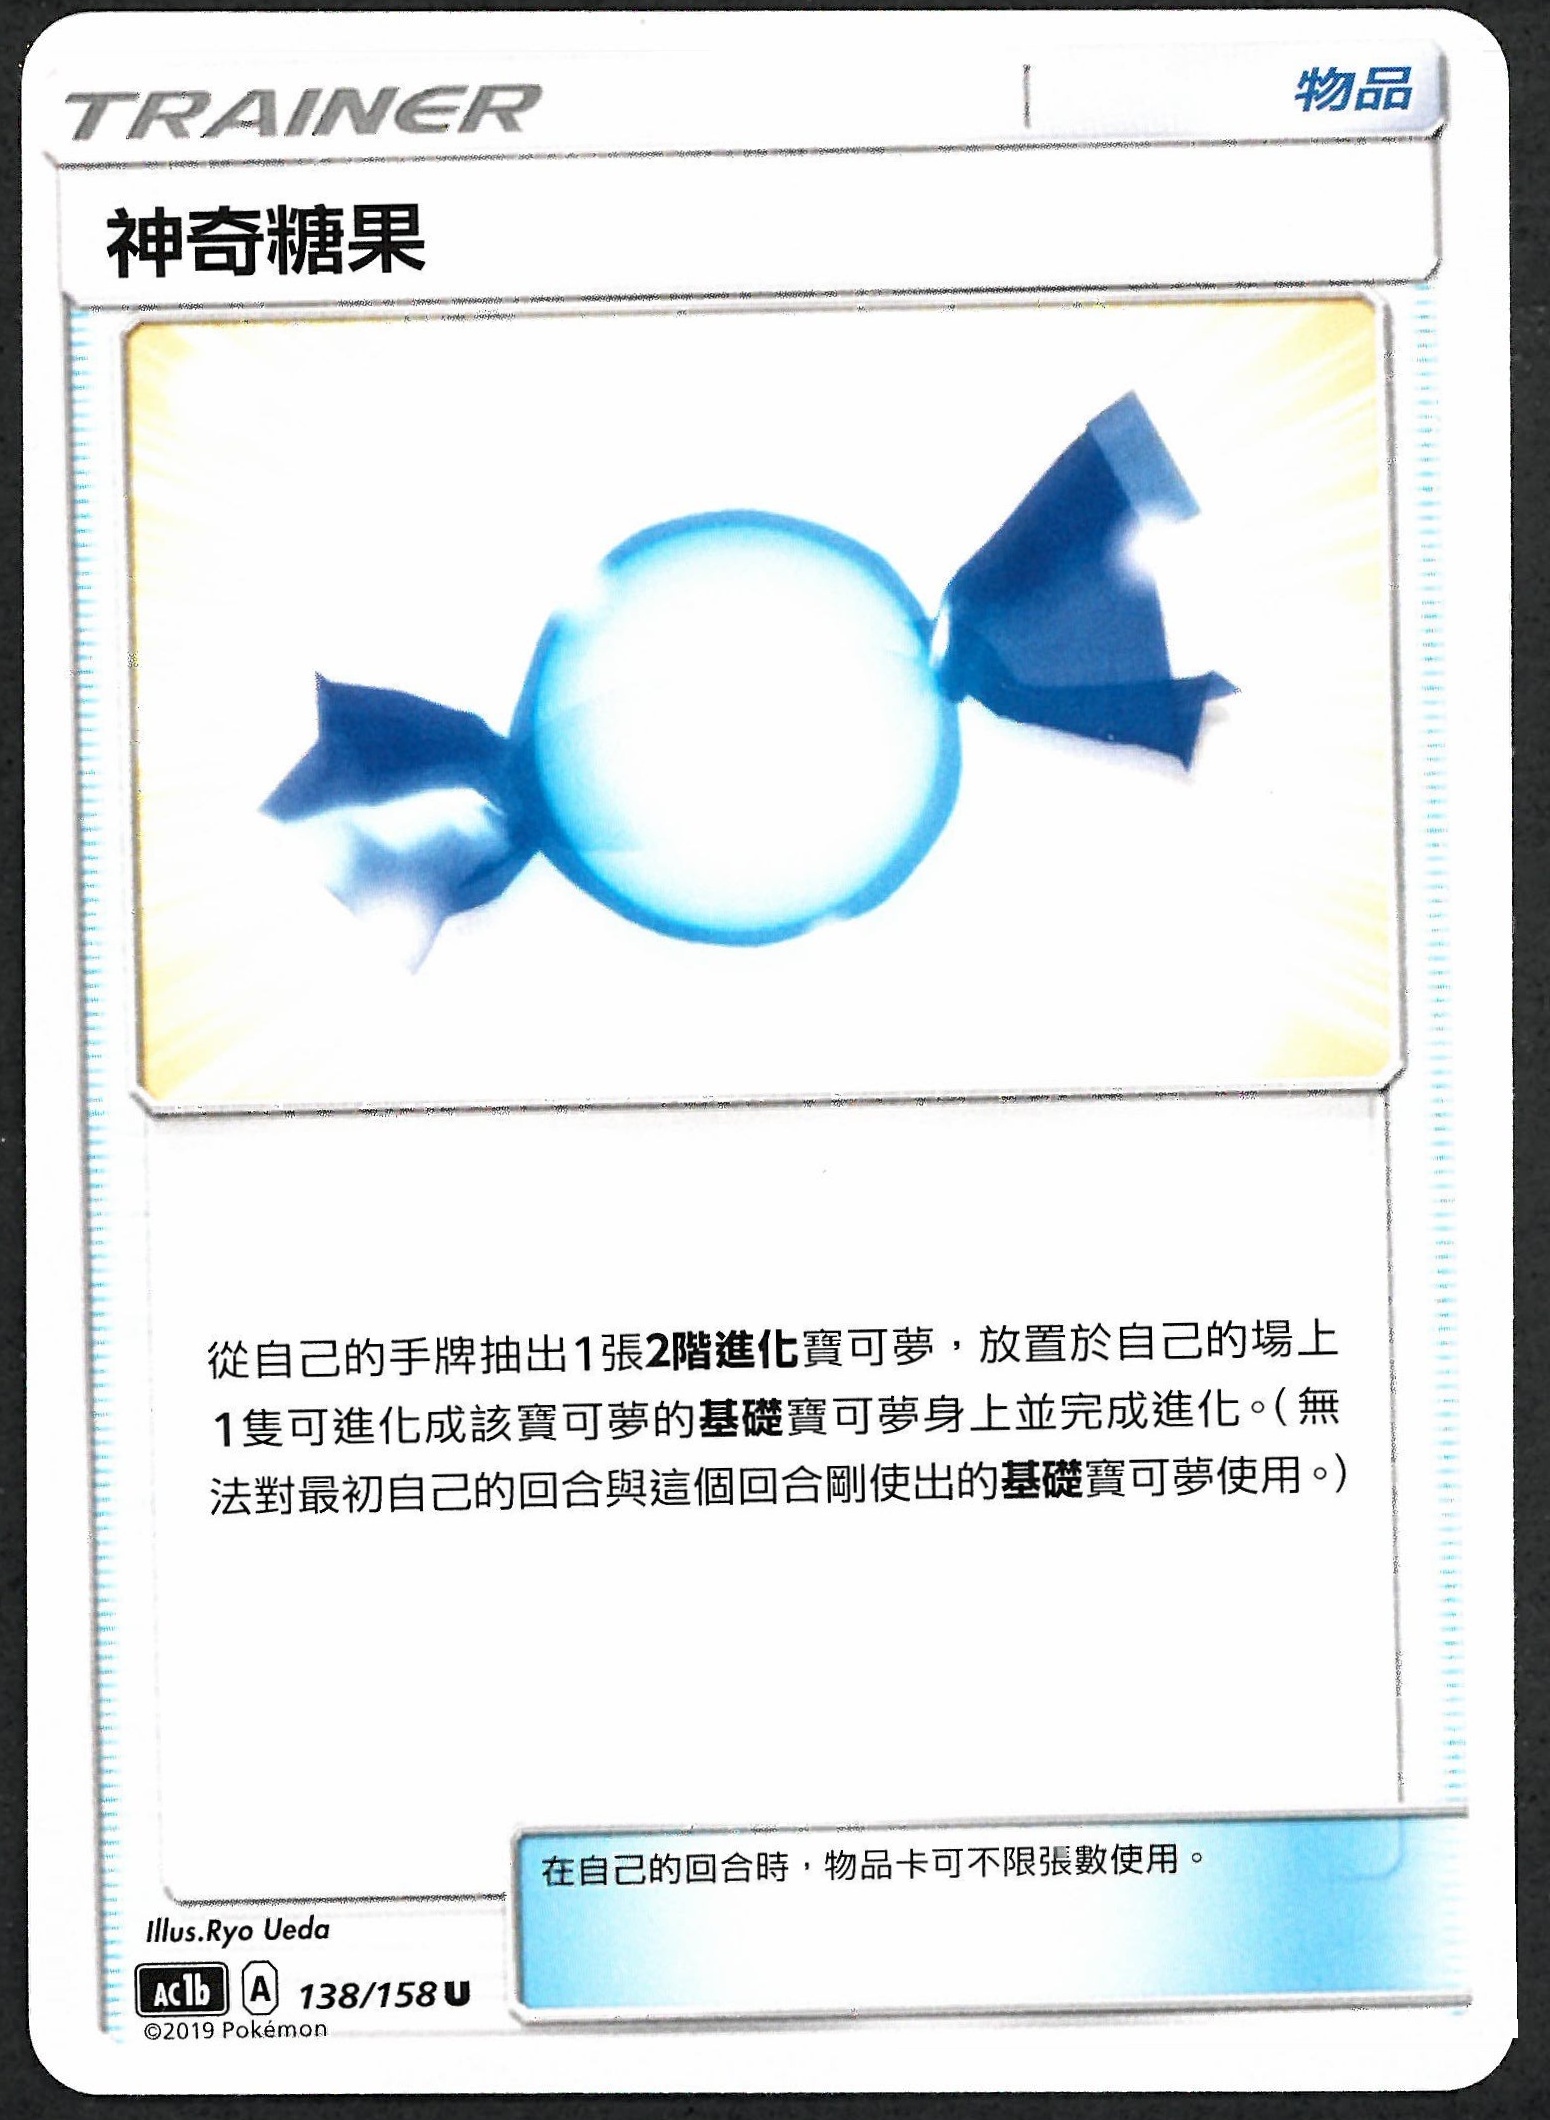 TRAINER
物品
神奇糖果
從自己的手牌抽出1張2階進化寶可夢，放置於自己的場上
1隻可進化成該寶可夢的基礎寶可夢身上並完成進化。（無
法對最初自己的回合與這個回合剛使出的基礎寶可夢使用。）
在自己的回合時，物品卡可不限張數使用。
Illus.Ryo Ueda
AC1b A 138/158 U
©2019 Pokémon